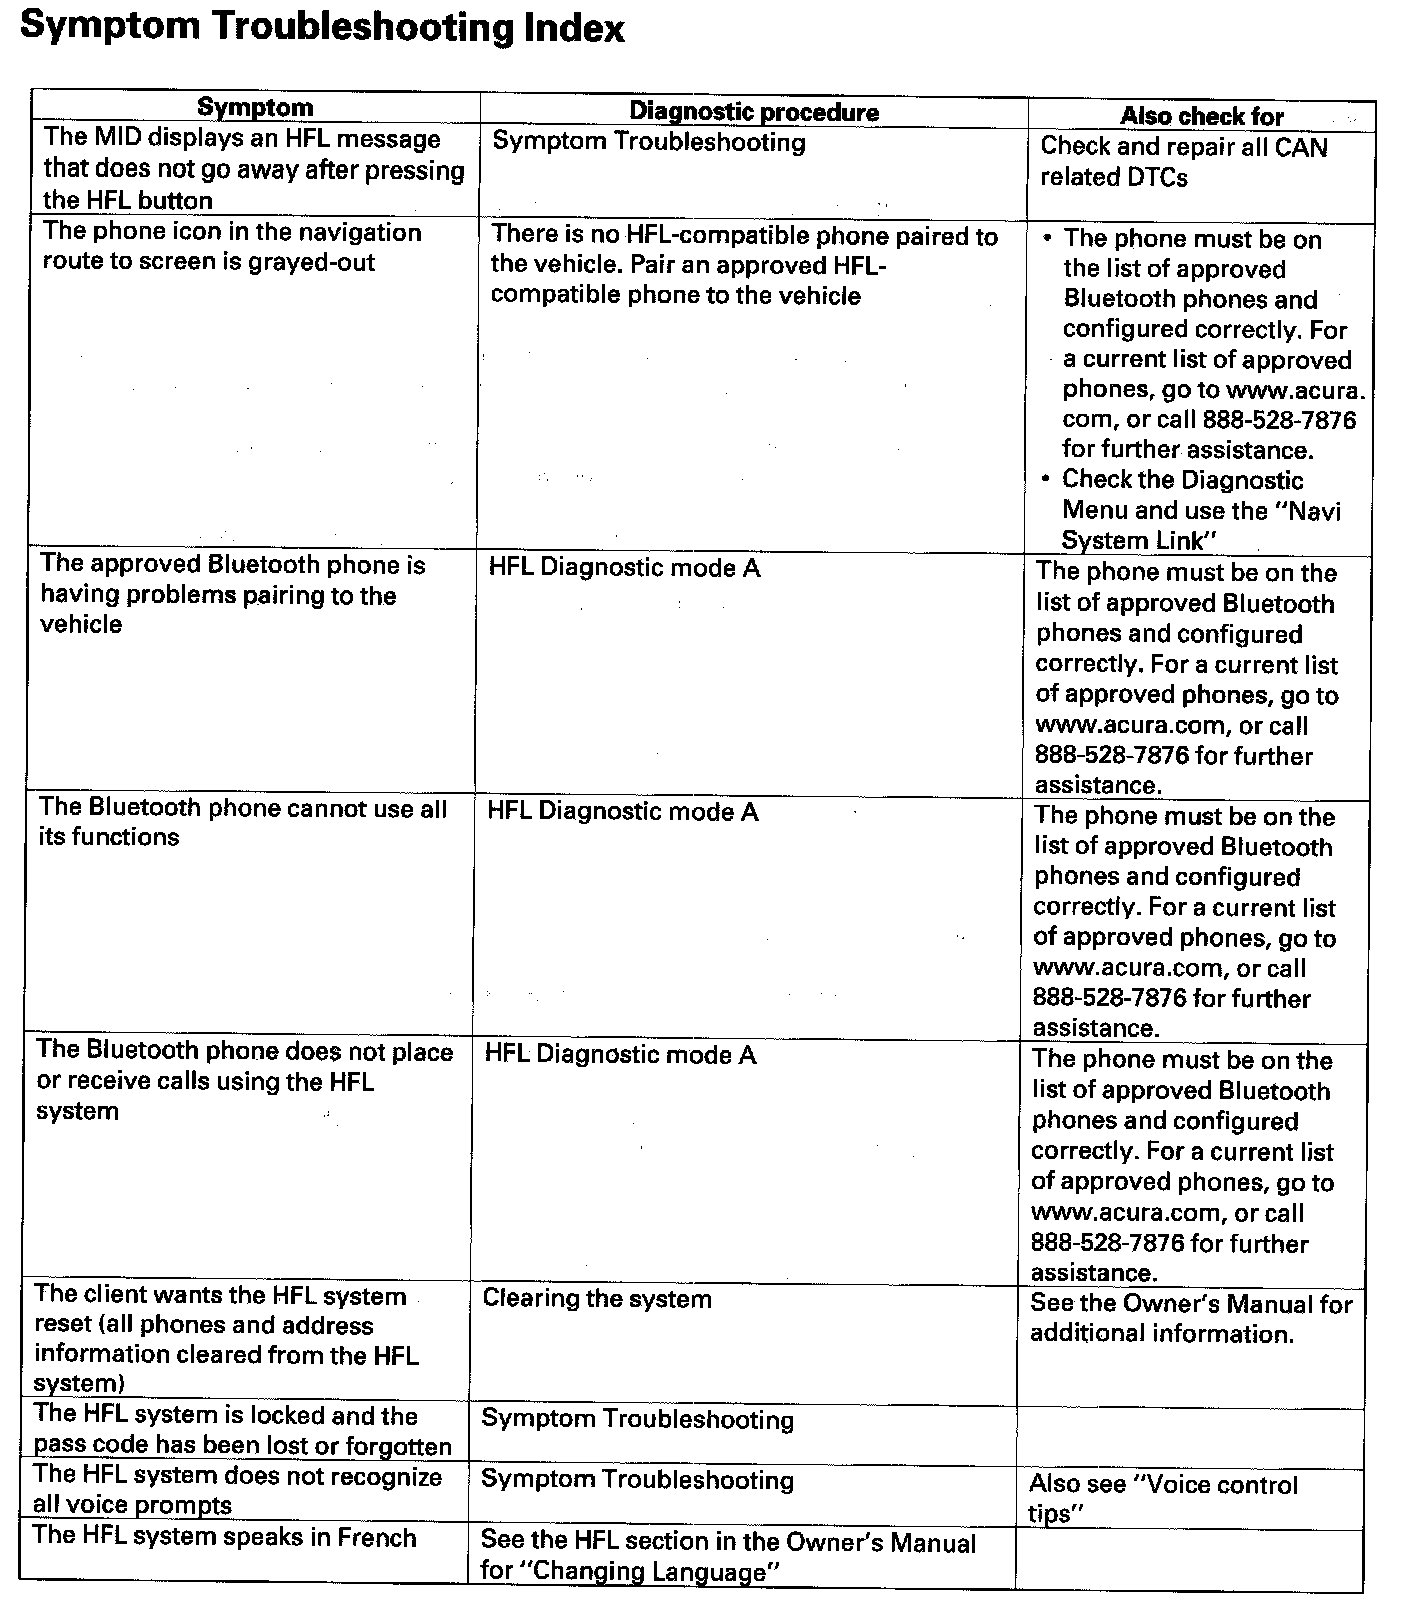 Symptom Troubleshooting Index
Symptom
Diagnostic procedure
Also check for
The MID displays an HFL message
that does not go away after pressing
the HFL button
Symptom Troubleshooting
Check and repair all CAN
related DTCs
The phone icon in the navigation
route to screen is grayed-out
There is no HFL-compatible phone paired to
the vehicle. Pair an approved HFL-
compatible phone to the vehicle
• The phone must be on
the list of approved
Bluetooth phones and
configured correctly. For
a current list of approved
phones, go to www.acura.
com, or call 888-528-7876
for further assistance.
• Check the Diagnostic
Menu and use the "Navi
System Link"
The approved Bluetooth phone is
having problems pairing to the
vehicle
HFL Diagnostic mode A
The phone must be on the
list of approved Bluetooth
phones and configured
correctly. For a current list
of approved phones, go to
www.acura.com, or call
888-528-7876 for further
assistance.
The Bluetooth phone cannot use all
its functions
HFL Diagnostic mode A
The phone must be on the
list of approved Bluetooth
phones and configured
correctly. For a current list
of approved phones, go to
www.acura.com, or call
888-528-7876 for further
assistance.
The Bluetooth phone does not place
or receive calls using the HFL
system
HFL Diagnostic mode A
The phone must be on the
list of approved Bluetooth
phones and configured
correctly. For a current list
of approved phones, go to
www.acura.com, or call
888-528-7876 for further
assistance.
The client wants the HFL system
reset (all phones and address
information cleared from the HFL
system)
Clearing the system
See the Owner's Manual for
additional information.
The HFL system is locked and the
pass code has been lost or forgotten
Symptom Troubleshooting
The HFL system does not recognize
all voice prompts
Symptom Troubleshooting
Also see "Voice control
tips"
The HFL system speaks in French
See the HFL section in the Owner's Manual
for "Changing Language"